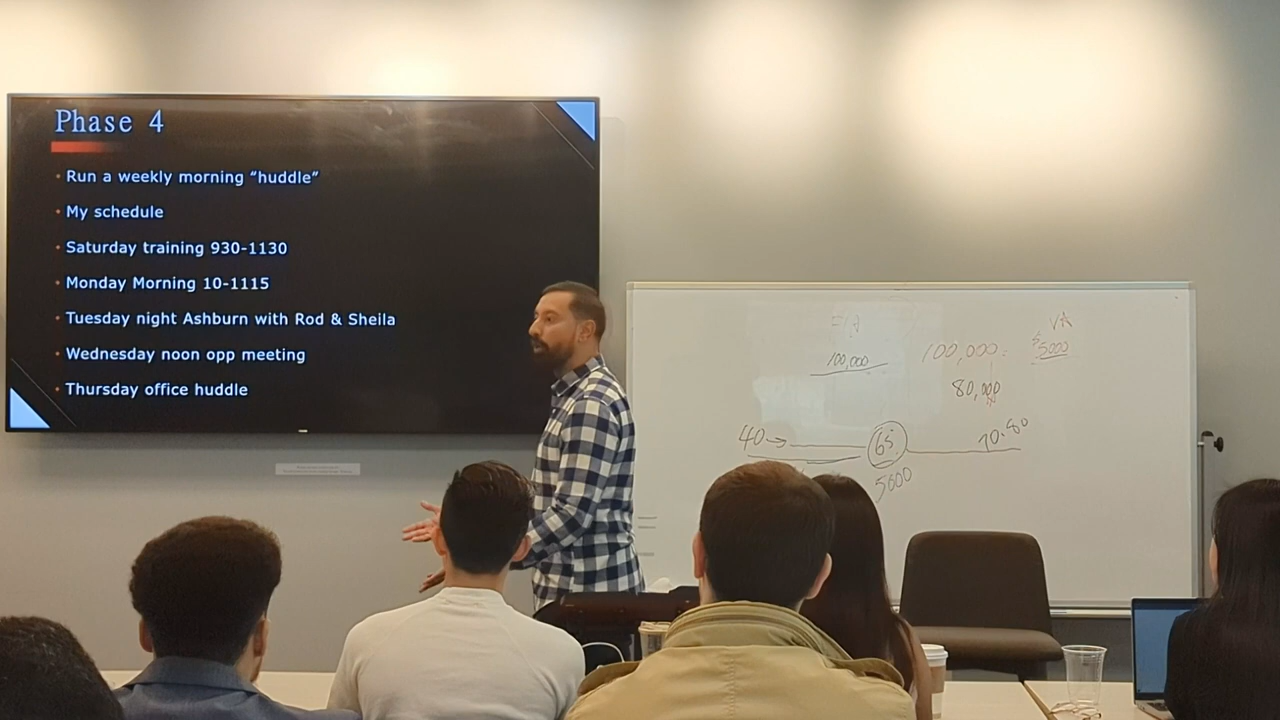 Phase 4
Run a weekly morning “huddle”
My schedule
Saturday training 930-1130
Monday Morning 10-1115
Tuesday night Ashburn with Rod & Sheila
Wednesday noon opp meeting
Thursday office huddle
VA
100,000
100,000
$5000
80,000
40
65
70-80
5000